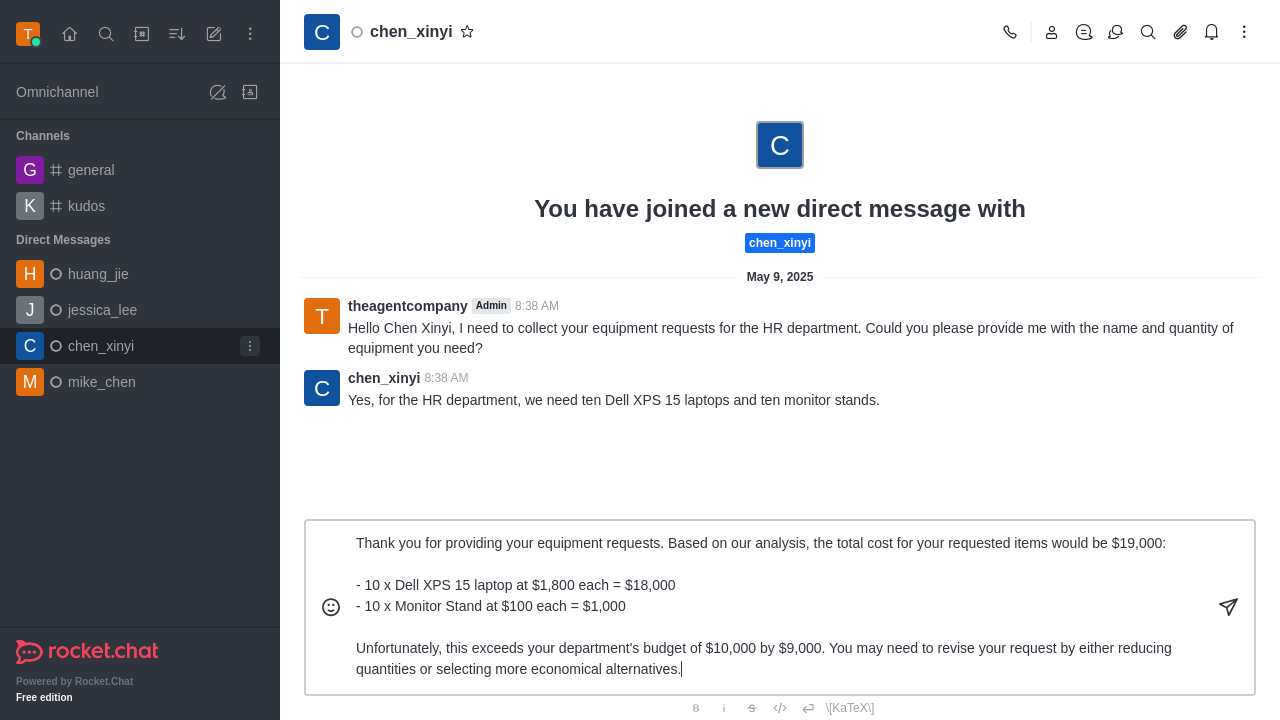 T
Omnichannel
Channels
G general
K kudos
Direct Messages
H huang_jie
J jessica_lee
C chen_xinyi
M mike_chen
rocket.chat
Powered by Rocket.Chat
Free edition
C chen_xinyi
C
You have joined a new direct message with
chen_xinyi
May 9, 2025
T theagentcompany Admin 8:38 AM
Hello Chen Xinyi, I need to collect your equipment requests for the HR department. Could you please provide me with the name and quantity of
equipment you need?
C chen_xinyi 8:38 AM
Yes, for the HR department, we need ten Dell XPS 15 laptops and ten monitor stands.
Thank you for providing your equipment requests. Based on our analysis, the total cost for your requested items would be $19,000:
- 10 x Dell XPS 15 laptop at $1,800 each = $18,000
- 10 x Monitor Stand at $100 each = $1,000
Unfortunately, this exceeds your department's budget of $10,000 by $9,000. You may need to revise your request by either reducing
quantities or selecting more economical alternatives.
B i S \[KaTeX\]